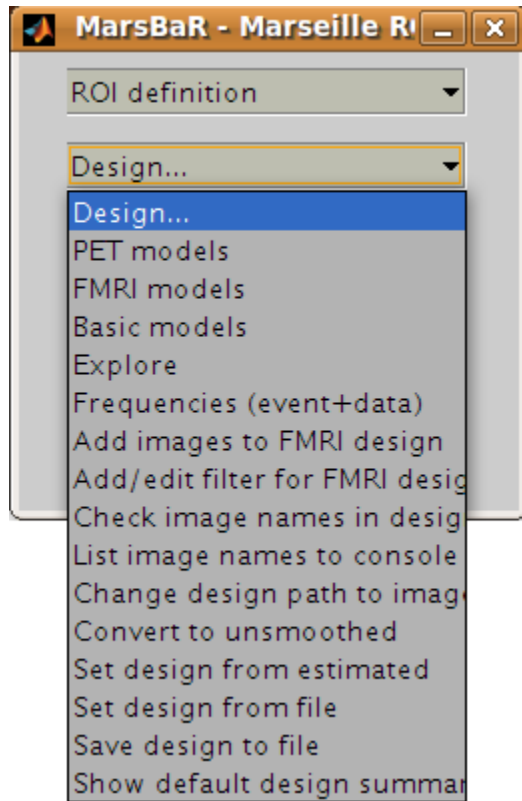 MarsBaR - Marseille R
ROI definition
Design...
Design...
PET models
FMRI models
Basic models
Explore
Frequencies (event+data)
Add images to FMRI design
Add/edit filter for FMRI desig
Check image names in desig
List image names to console
Change design path to imag
Convert to unsmoothed
Set design from estimated
Set design from file
Save design to file
Show default design summar